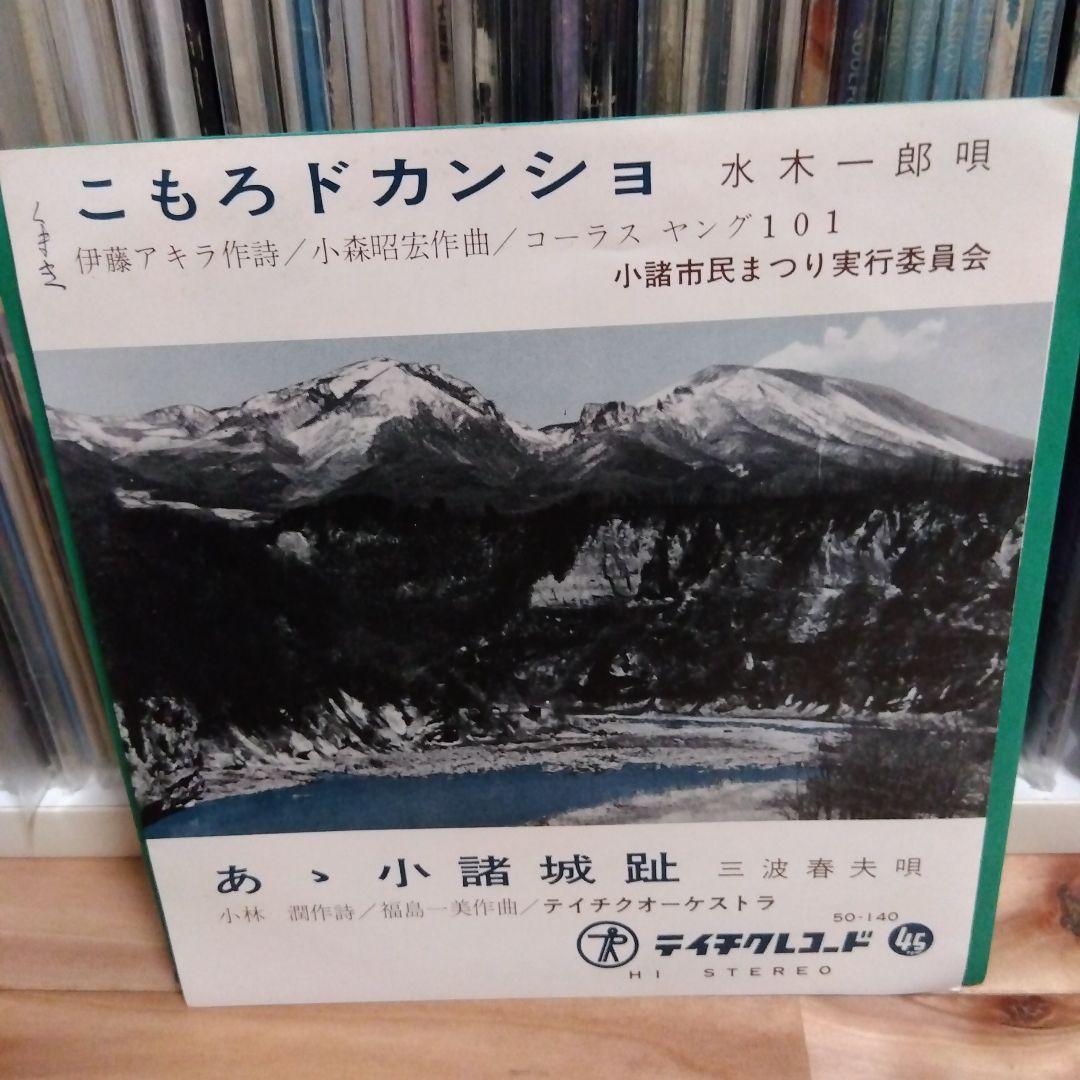 こもろドカンショ 水木一郎唄
伊藤アキラ作詩／小森昭宏作曲／コーラス ヤング101
小諸市民まつり実行委員会
くまき
あゝ小諸城趾 三波春夫唄
小林 潤作詩／福島一美作曲／テイチクオーケストラ
50-140
テイチクレコード 45
HI STEREO